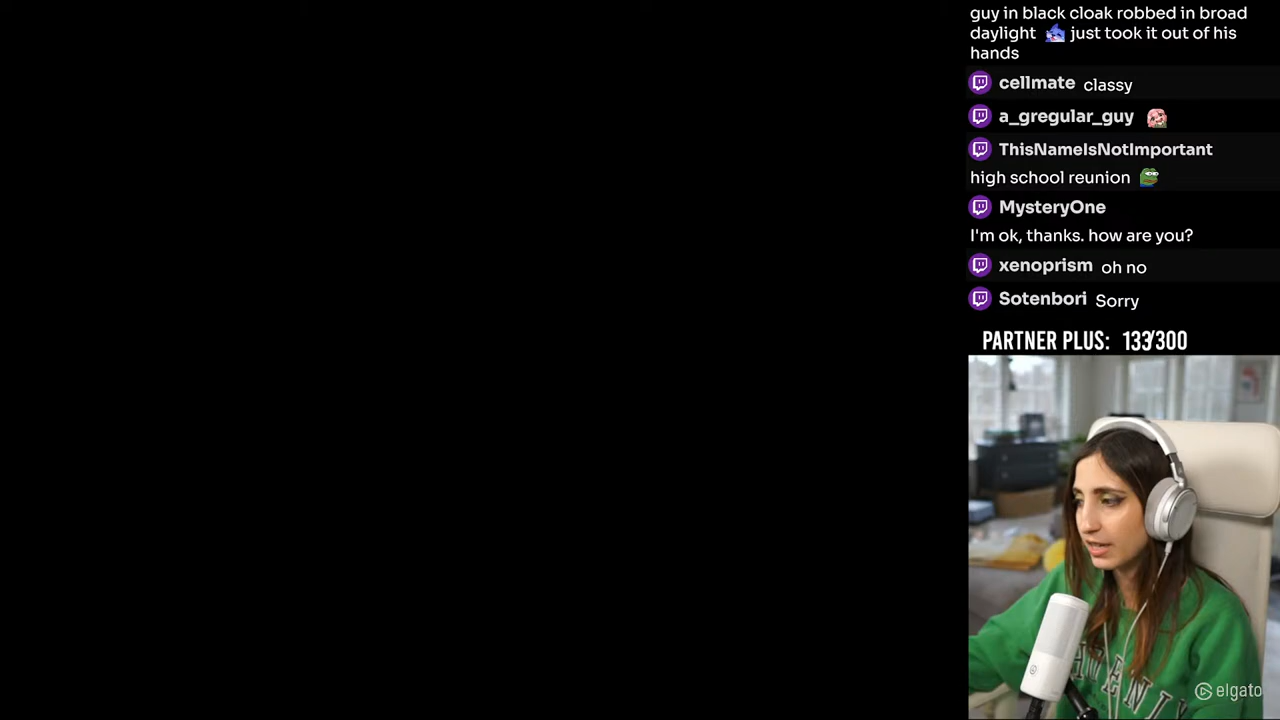 guy in black cloak robbed in broad
daylight just took it out of his
hands
cellmate classy
a_gregular_guy
ThisNameIsNotImportant
high school reunion
MysteryOne
I'm ok, thanks. how are you?
xenoprism oh no
Sotenbori Sorry
PARTNER PLUS: 133/300
elgato